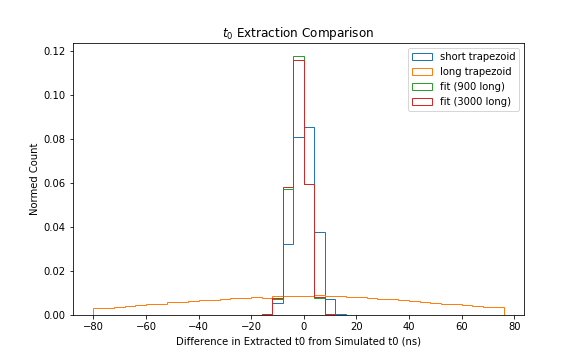 t0 Extraction Comparison
short trapezoid
long trapezoid
fit (900 long)
fit (3000 long)
0.12
0.10
0.08
0.06
0.04
0.02
0.00
Normed Count
−80 −60 −40 −20 0 20 40 60 80
Difference in Extracted t0 from Simulated t0 (ns)